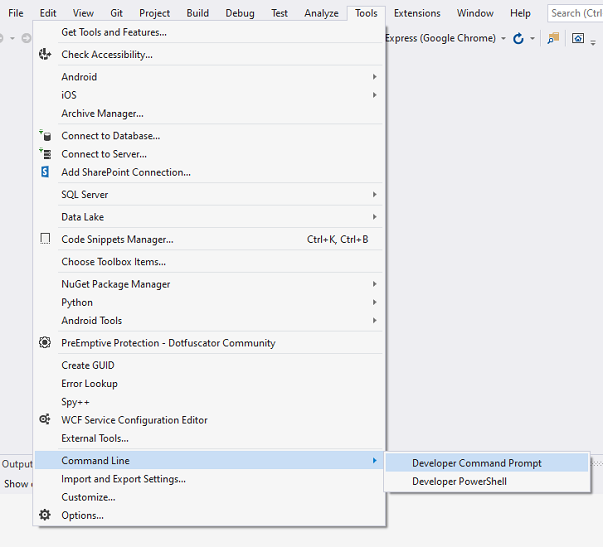 File Edit View Git Project Build Debug Test Analyze Tools Extensions Window Help Search (Ctrl
Get Tools and Features...
Express (Google Chrome)
Check Accessibility...
Android
iOS
Archive Manager...
Connect to Database...
Connect to Server...
Add SharePoint Connection...
SQL Server
Data Lake
Code Snippets Manager... Ctrl+K, Ctrl+B
Choose Toolbox Items...
NuGet Package Manager
Python
Android Tools
PreEmptive Protection - Dotfuscator Community
Create GUID
Error Lookup
Spy++
WCF Service Configuration Editor
External Tools...
Output
Command Line
Developer Command Prompt
Show
Import and Export Settings...
Developer PowerShell
Customize...
Options...